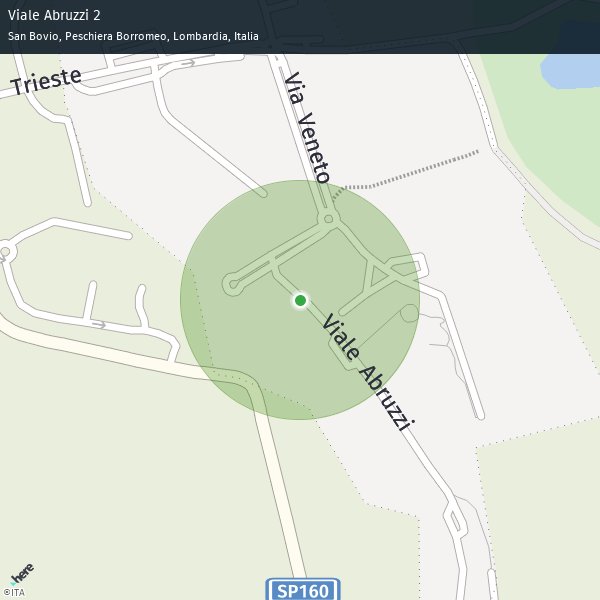 Viale Abruzzi 2
San Bovio, Peschiera Borromeo, Lombardia, Italia
Trieste
Via Veneto
Viale Abruzzi
SP160
here
©ITA